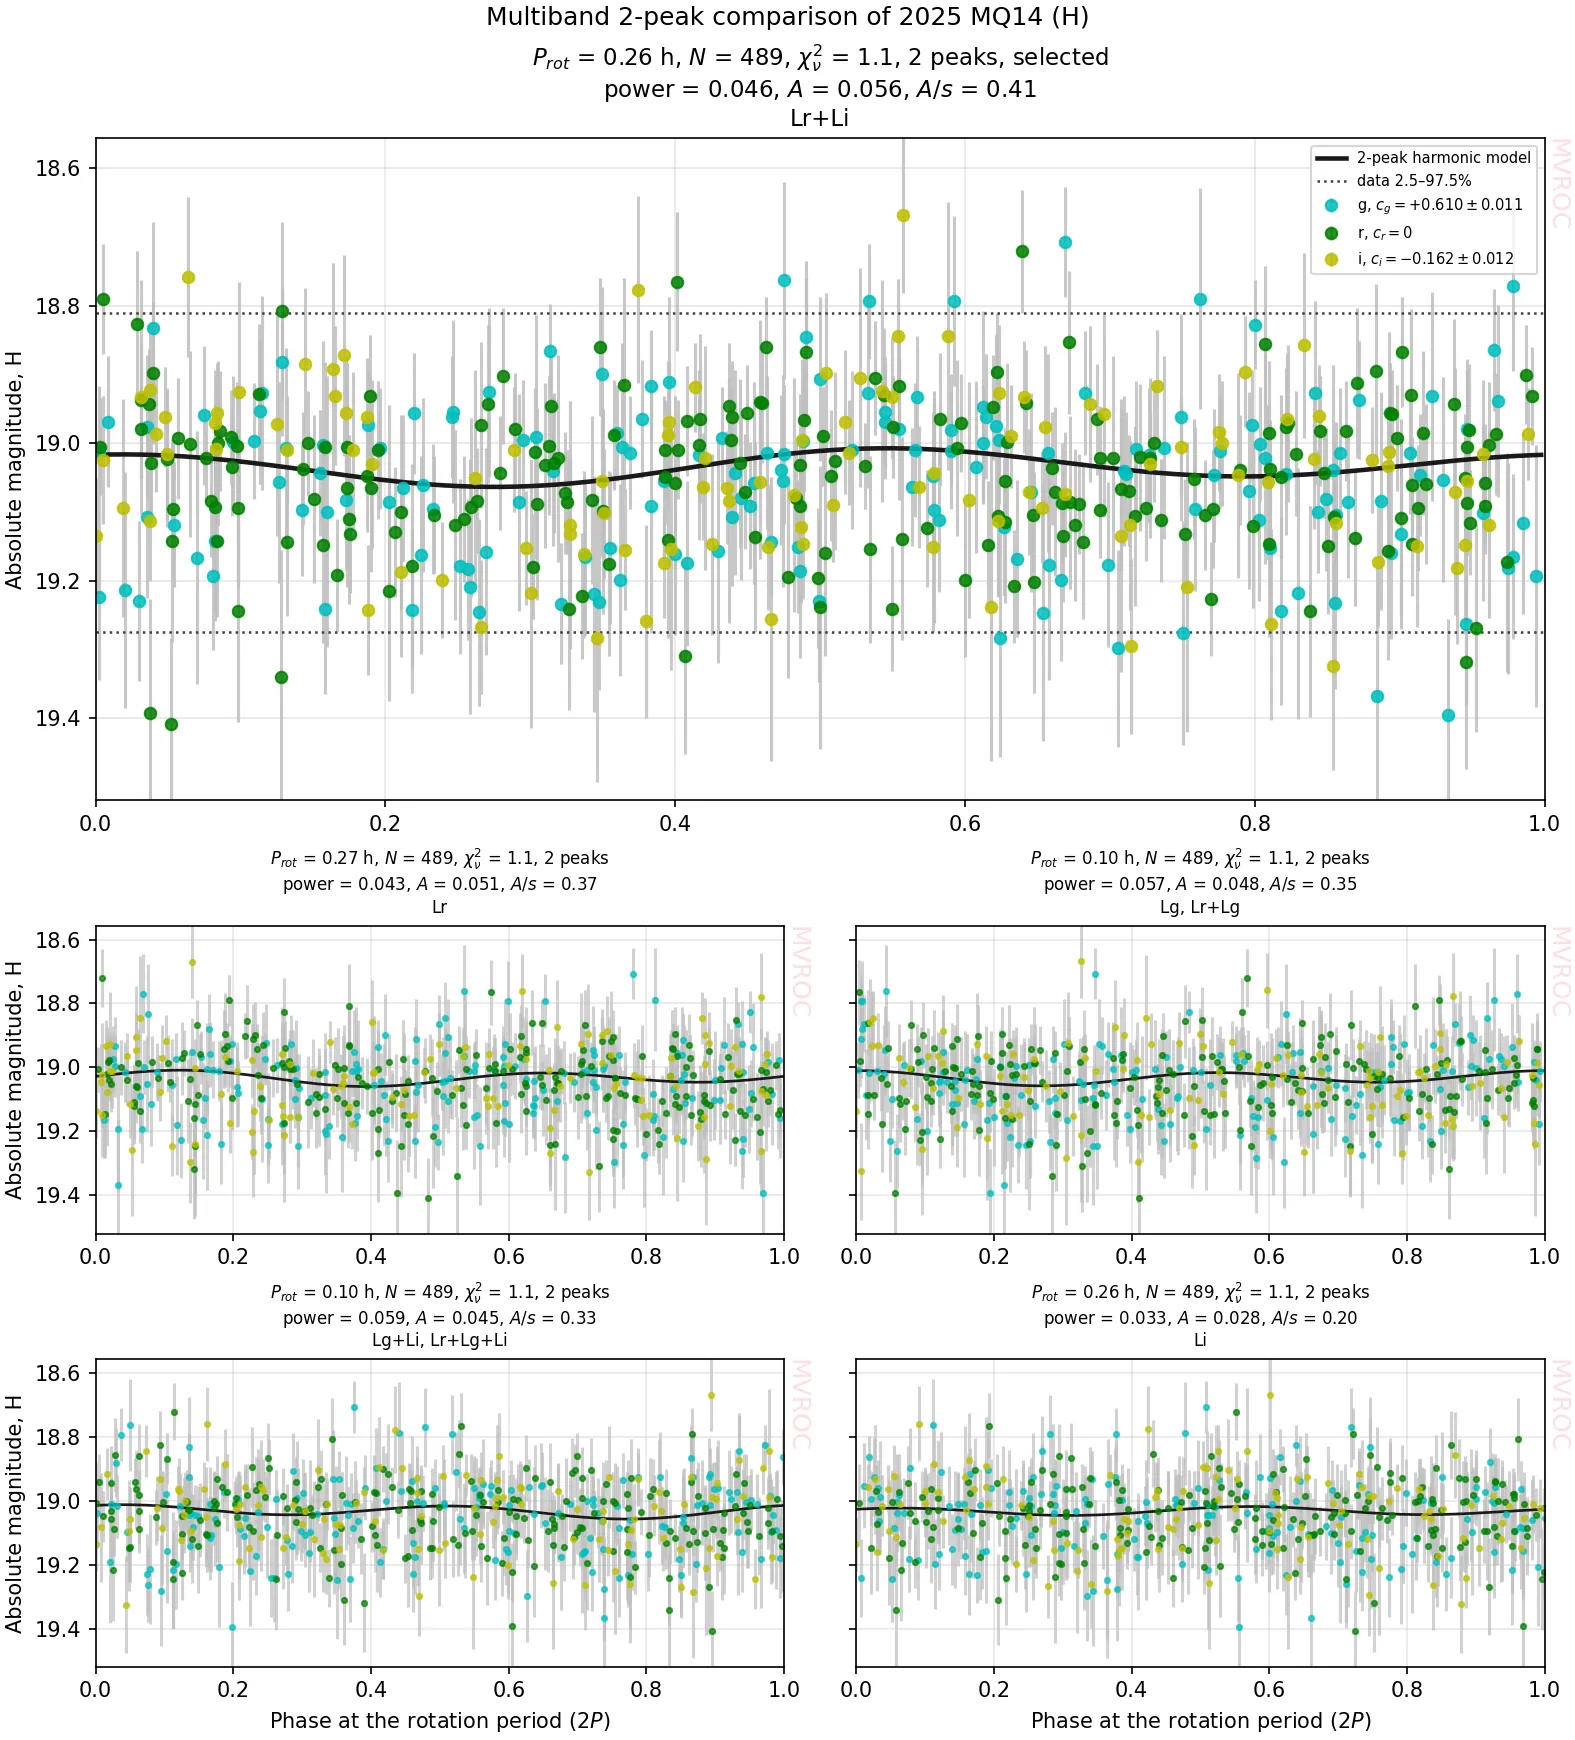 Multiband 2-peak comparison of 2025 MQ14 (H)
P_rot = 0.26 h, N = 489, χ²_ν = 1.1, 2 peaks, selected
power = 0.046, A = 0.056, A/s = 0.41
Lr+Li
MVROC
2-peak harmonic model
data 2.5–97.5%
g, c_g = +0.610 ± 0.011
r, c_r = 0
i, c_i = −0.162 ± 0.012
Absolute magnitude, H
18.6
18.8
19.0
19.2
19.4
0.0 0.2 0.4 0.6 0.8 1.0
P_rot = 0.27 h, N = 489, χ²_ν = 1.1, 2 peaks
power = 0.043, A = 0.051, A/s = 0.37
Lr
MVROC
Absolute magnitude, H
18.6
18.8
19.0
19.2
19.4
0.0 0.2 0.4 0.6 0.8 1.0
P_rot = 0.10 h, N = 489, χ²_ν = 1.1, 2 peaks
power = 0.057, A = 0.048, A/s = 0.35
Lg, Lr+Lg
MVROC
0.0 0.2 0.4 0.6 0.8 1.0
P_rot = 0.10 h, N = 489, χ²_ν = 1.1, 2 peaks
power = 0.059, A = 0.045, A/s = 0.33
Lg+Li, Lr+Lg+Li
MVROC
Absolute magnitude, H
18.6
18.8
19.0
19.2
19.4
0.0 0.2 0.4 0.6 0.8 1.0
Phase at the rotation period (2P)
P_rot = 0.26 h, N = 489, χ²_ν = 1.1, 2 peaks
power = 0.033, A = 0.028, A/s = 0.20
Li
MVROC
0.0 0.2 0.4 0.6 0.8 1.0
Phase at the rotation period (2P)